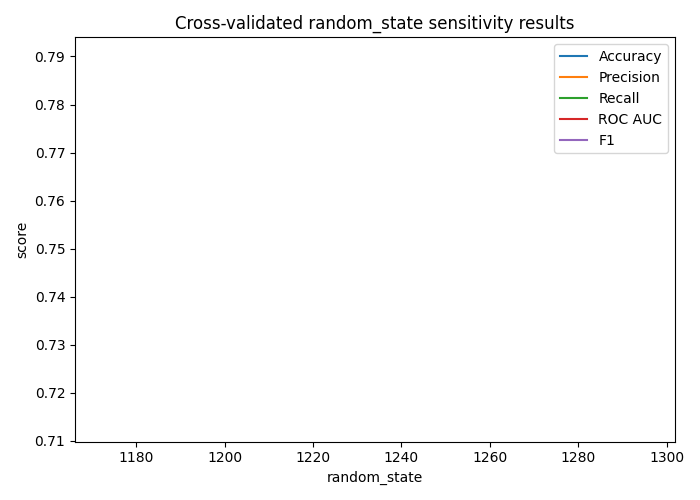 Cross-validated random_state sensitivity results
0.79
0.78
0.77
0.76
0.75
0.74
0.73
0.72
0.71
score
Accuracy
Precision
Recall
ROC AUC
F1
1180 1200 1220 1240 1260 1280 1300
random_state